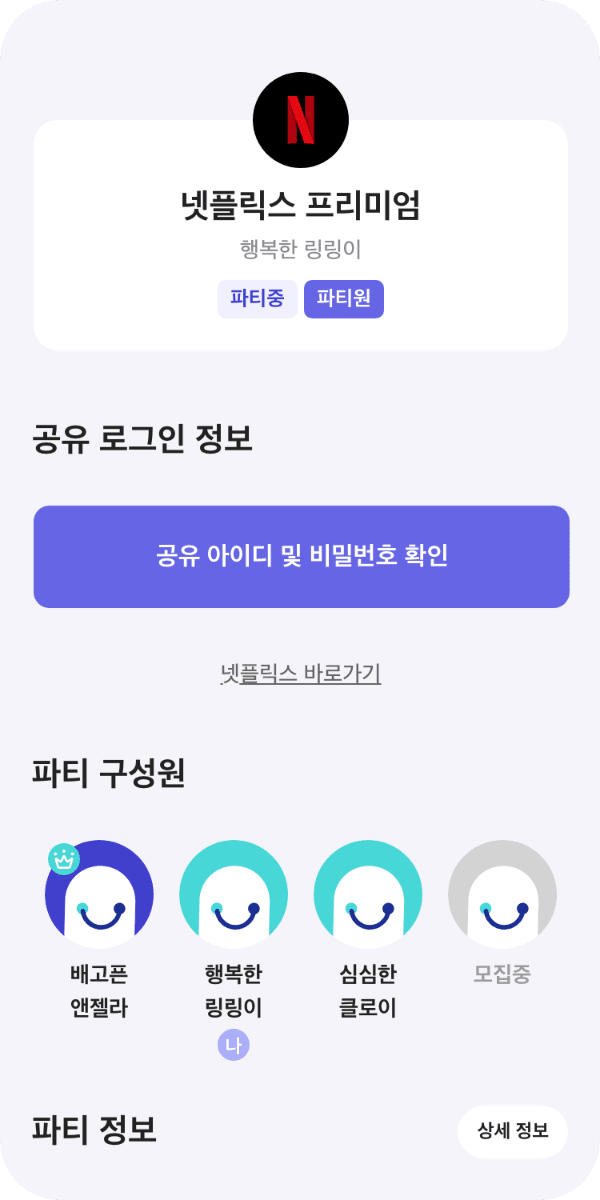 N
넷플릭스 프리미엄
행복한 링링이
파티중 파티원
공유 로그인 정보
공유 아이디 및 비밀번호 확인
넷플릭스 바로가기
파티 구성원
배고픈
앤젤라
행복한
링링이
나
심심한
클로이
모집중
파티 정보
상세 정보